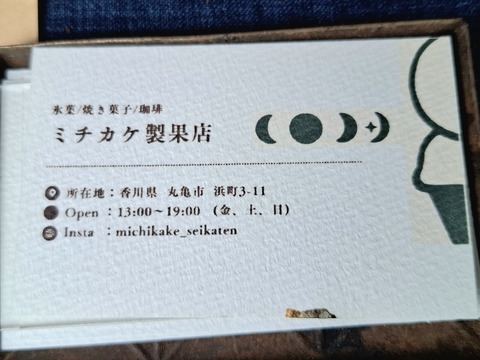 氷菓/焼き菓子/珈琲
ミチカケ製果店
所在地：香川県 丸亀市 浜町3-11
Open ：13:00～19:00 （金、土、日）
Insta ：michikake_seikaten